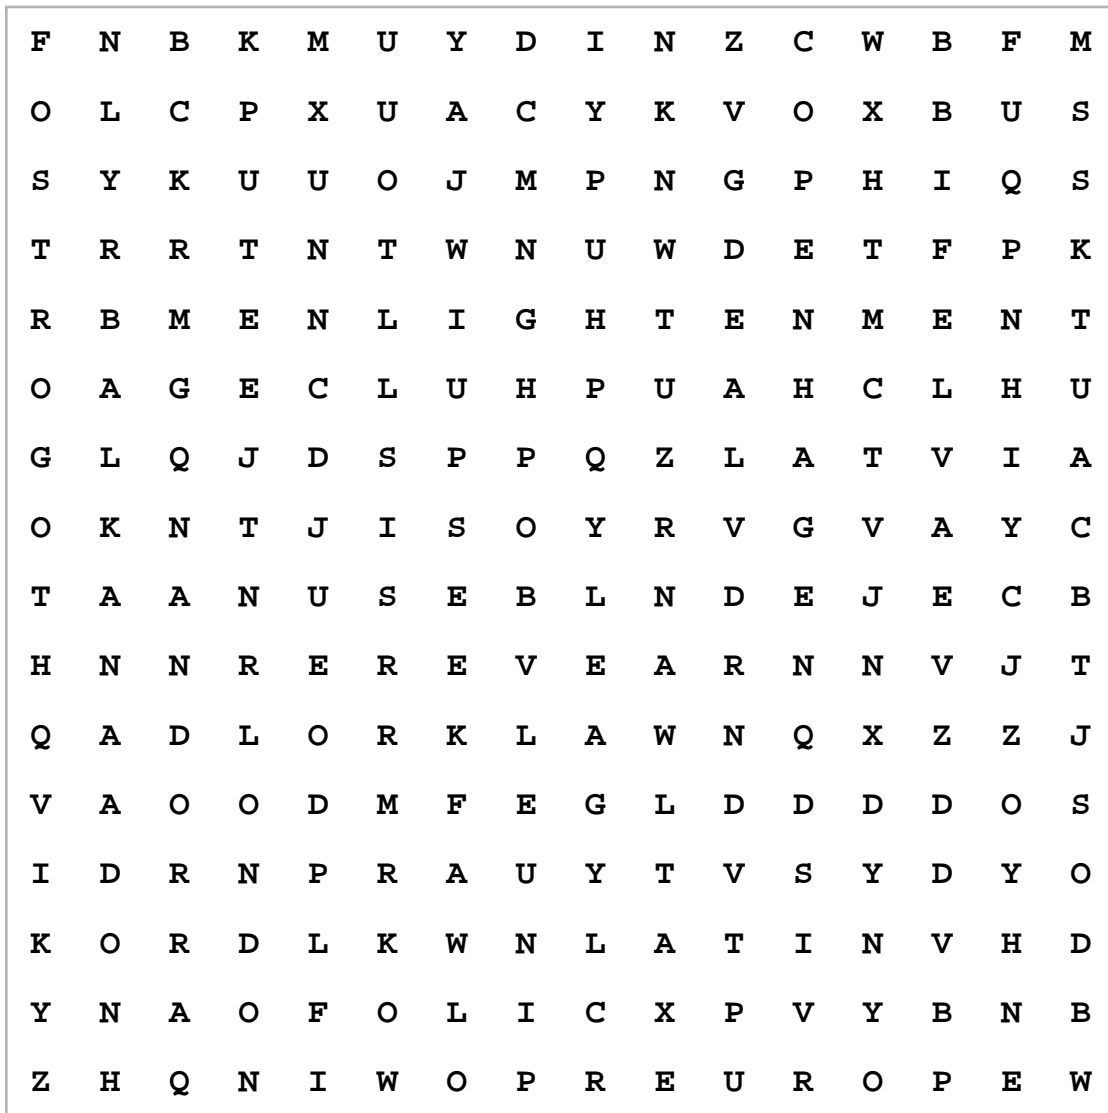 F N B K M U Y D I N Z C W B F M
O L C P X U A C Y K V O X B U S
S Y K U U O J M P N G P H I Q S
T R R T N T W N U W D E T F P K
R B M E N L I G H T E N M E N T
O A G E C L U H P U A H C L H U
G L Q J D S P P Q Z L A T V I A
O K N T J I S O Y R V G V A Y C
T A A N U S E B L N D E J E C B
H N N R E R E V E A R N N V J T
Q A D L O R K L A W N Q X Z Z J
V A O O D M F E G L D D D D O S
I D R N P R A U Y T V S Y D Y O
K O R D L K W N L A T I N V H D
Y N A O F O L I C X P V Y B N B
Z H Q N I W O P R E U R O P E W